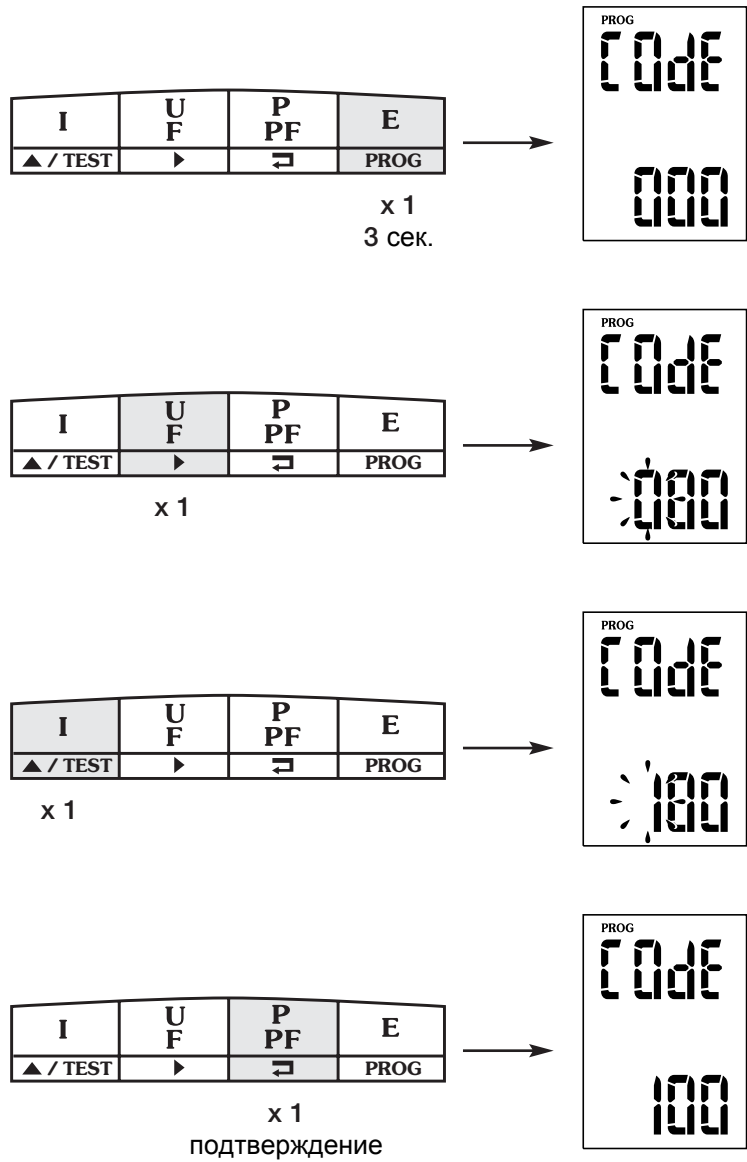 I U F P PF E
▲ / TEST ▶ PROG
x 1
3 сек.
PROG
COdE
000
I U F P PF E
▲ / TEST ▶ PROG
x 1
PROG
COdE
000
I U F P PF E
▲ / TEST ▶ PROG
x 1
PROG
COdE
100
I U F P PF E
▲ / TEST ▶ PROG
x 1
подтверждение
PROG
COdE
100